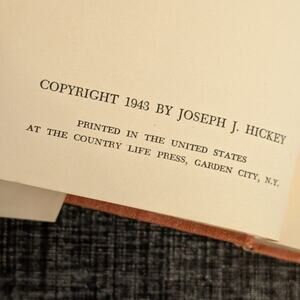 COPYRIGHT 1943 BY JOSEPH J. HICKEY
PRINTED IN THE UNITED STATES
AT THE COUNTRY LIFE PRESS, GARDEN CITY, N.Y.